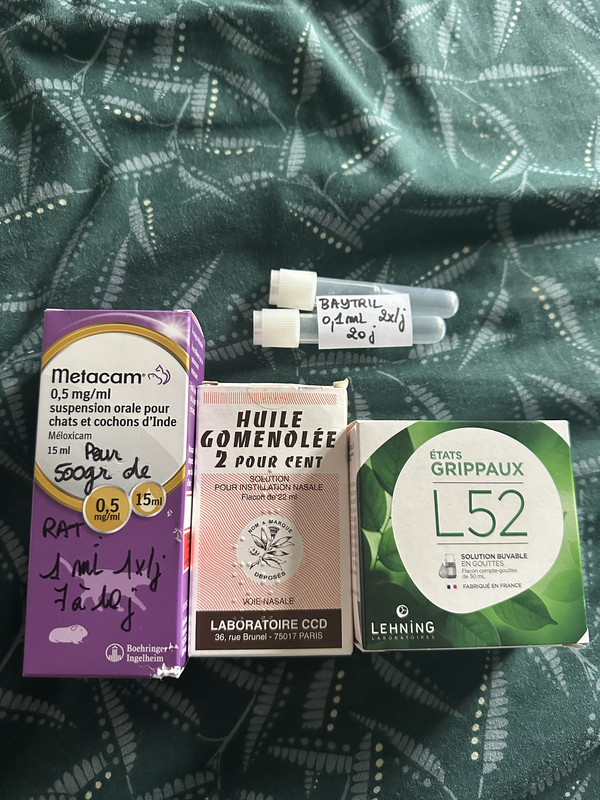 BAYTRIL
0,1 mL 2x/j
20 j
Metacam®
0,5 mg/ml
suspension orale pour
chats et cochons d'Inde
Méloxicam
15 ml
Pour
500gr de
0,5
mg/ml
15ml
RAT
1 mL 1x/j
7 à 10 j
Boehringer
Ingelheim
HUILE
GOMENOLÉE
2 POUR CENT
SOLUTION
POUR INSTILLATION NASALE
Flacon de 22 ml
NOM & MARQUE
DÉPOSÉS
VOIE NASALE
LABORATOIRE CCD
36, rue Brunel - 75017 PARIS
ÉTATS
GRIPPAUX
L52
SOLUTION BUVABLE
EN GOUTTES
Flacon compte-gouttes
de 30 mL
FABRIQUÉ EN FRANCE
LEHNING
LABORATOIRES